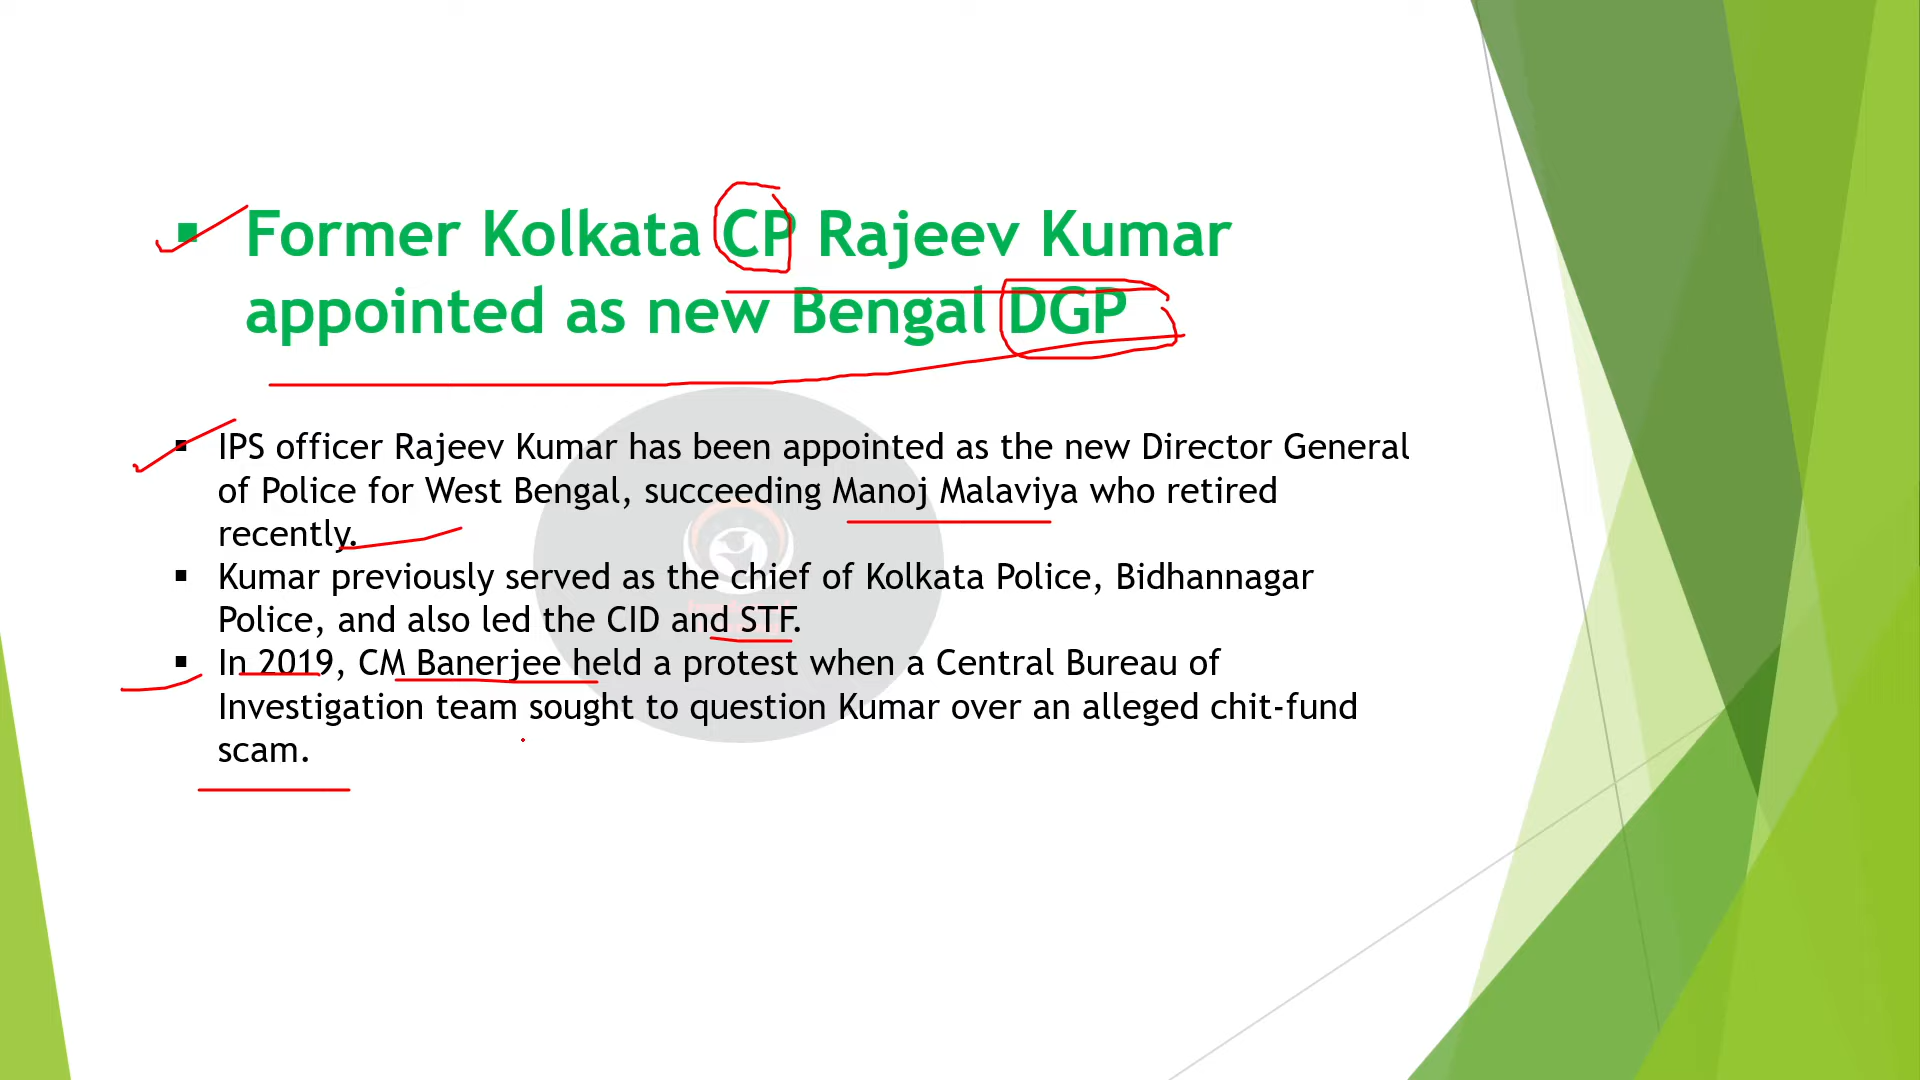 Former Kolkata CP Rajeev Kumar
appointed as new Bengal DGP
IPS officer Rajeev Kumar has been appointed as the new Director General
of Police for West Bengal, succeeding Manoj Malaviya who retired
recently.
Kumar previously served as the chief of Kolkata Police, Bidhannagar
Police, and also led the CID and STF.
In 2019, CM Banerjee held a protest when a Central Bureau of
Investigation team sought to question Kumar over an alleged chit-fund
scam.